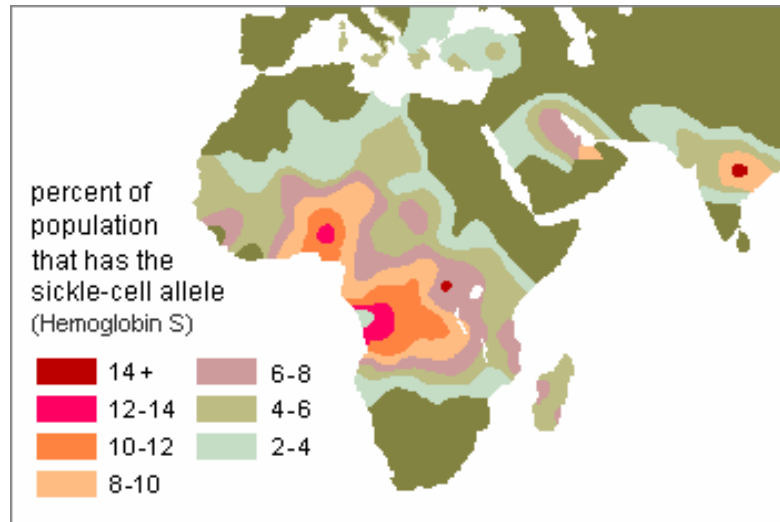 percent of
population
that has the
sickle-cell allele
(Hemoglobin S)
14+
12-14
10-12
8-10
6-8
4-6
2-4